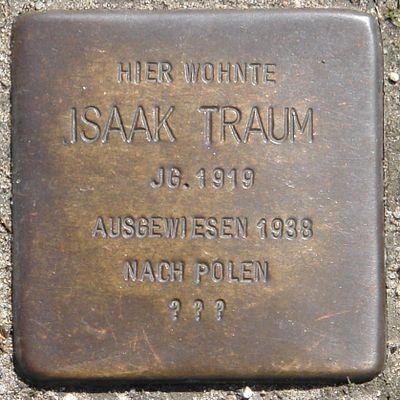 HIER WOHNTE
ISAAK TRAUM
JG. 1919
AUSGEWIESEN 1938
NACH POLEN
? ? ?